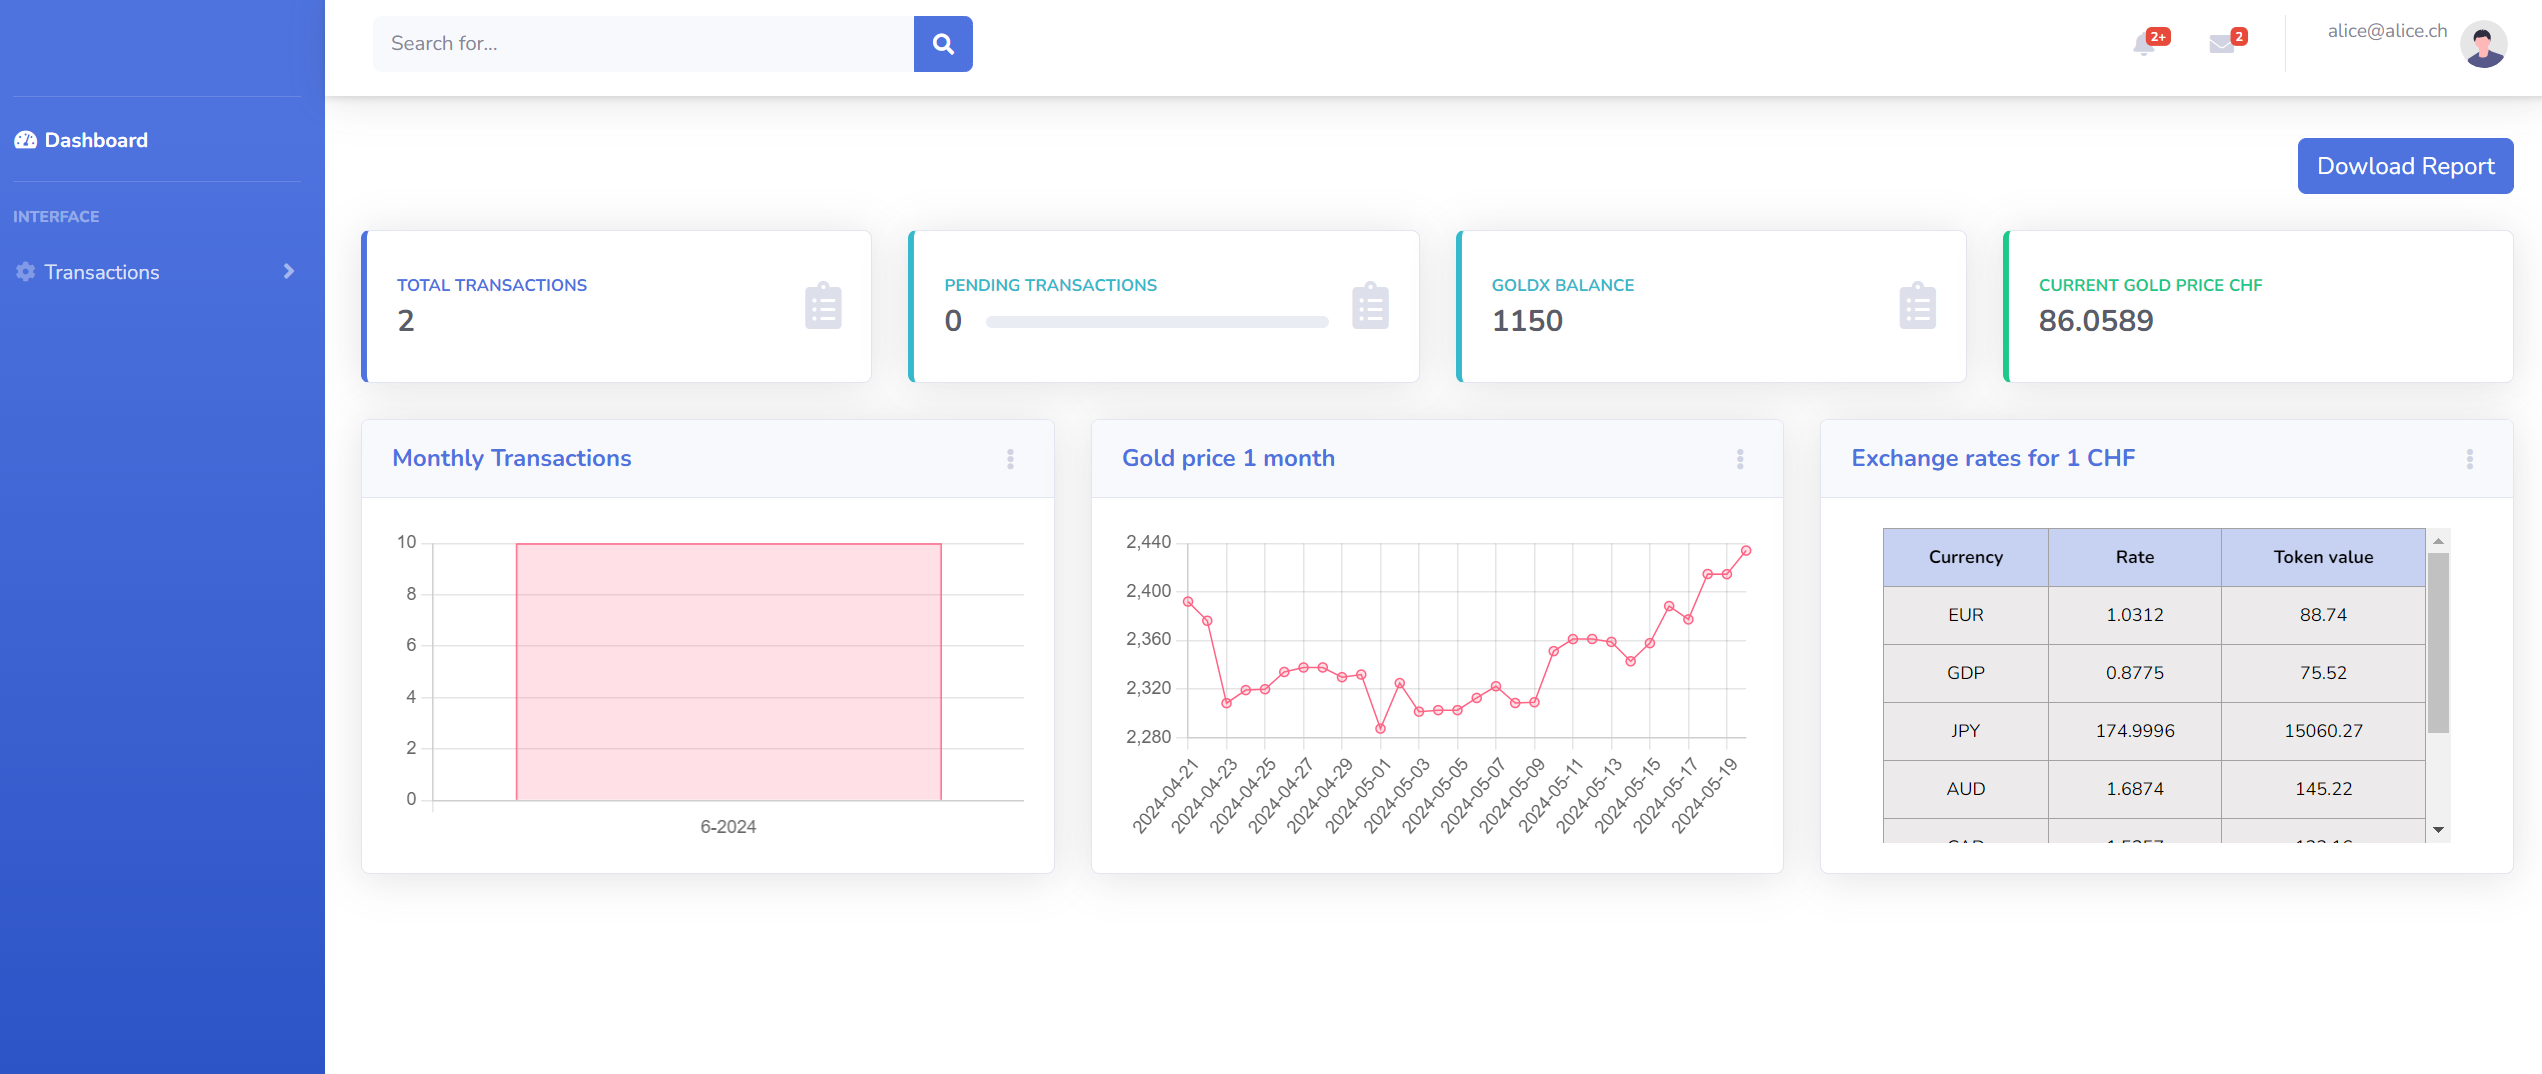 Search for...
2+
2
alice@alice.ch
Dashboard
INTERFACE
Transactions
Dowload Report
TOTAL TRANSACTIONS
2
PENDING TRANSACTIONS
0
GOLDX BALANCE
1150
CURRENT GOLD PRICE CHF
86.0589
Monthly Transactions
10
8
6
4
2
0
6-2024
Gold price 1 month
2,440
2,400
2,360
2,320
2,280
2024-04-21
2024-04-23
2024-04-25
2024-04-27
2024-04-29
2024-05-01
2024-05-03
2024-05-05
2024-05-07
2024-05-09
2024-05-11
2024-05-13
2024-05-15
2024-05-17
2024-05-19
Exchange rates for 1 CHF
Currency Rate Token value
EUR 1.0312 88.74
GDP 0.8775 75.52
JPY 174.9996 15060.27
AUD 1.6874 145.22